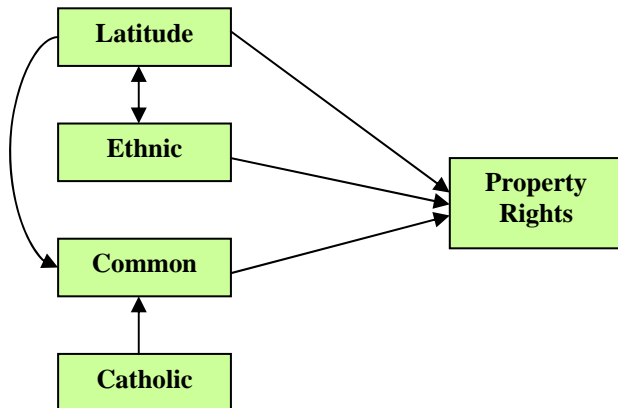 Latitude
Ethnic
Property
Rights
Common
Catholic